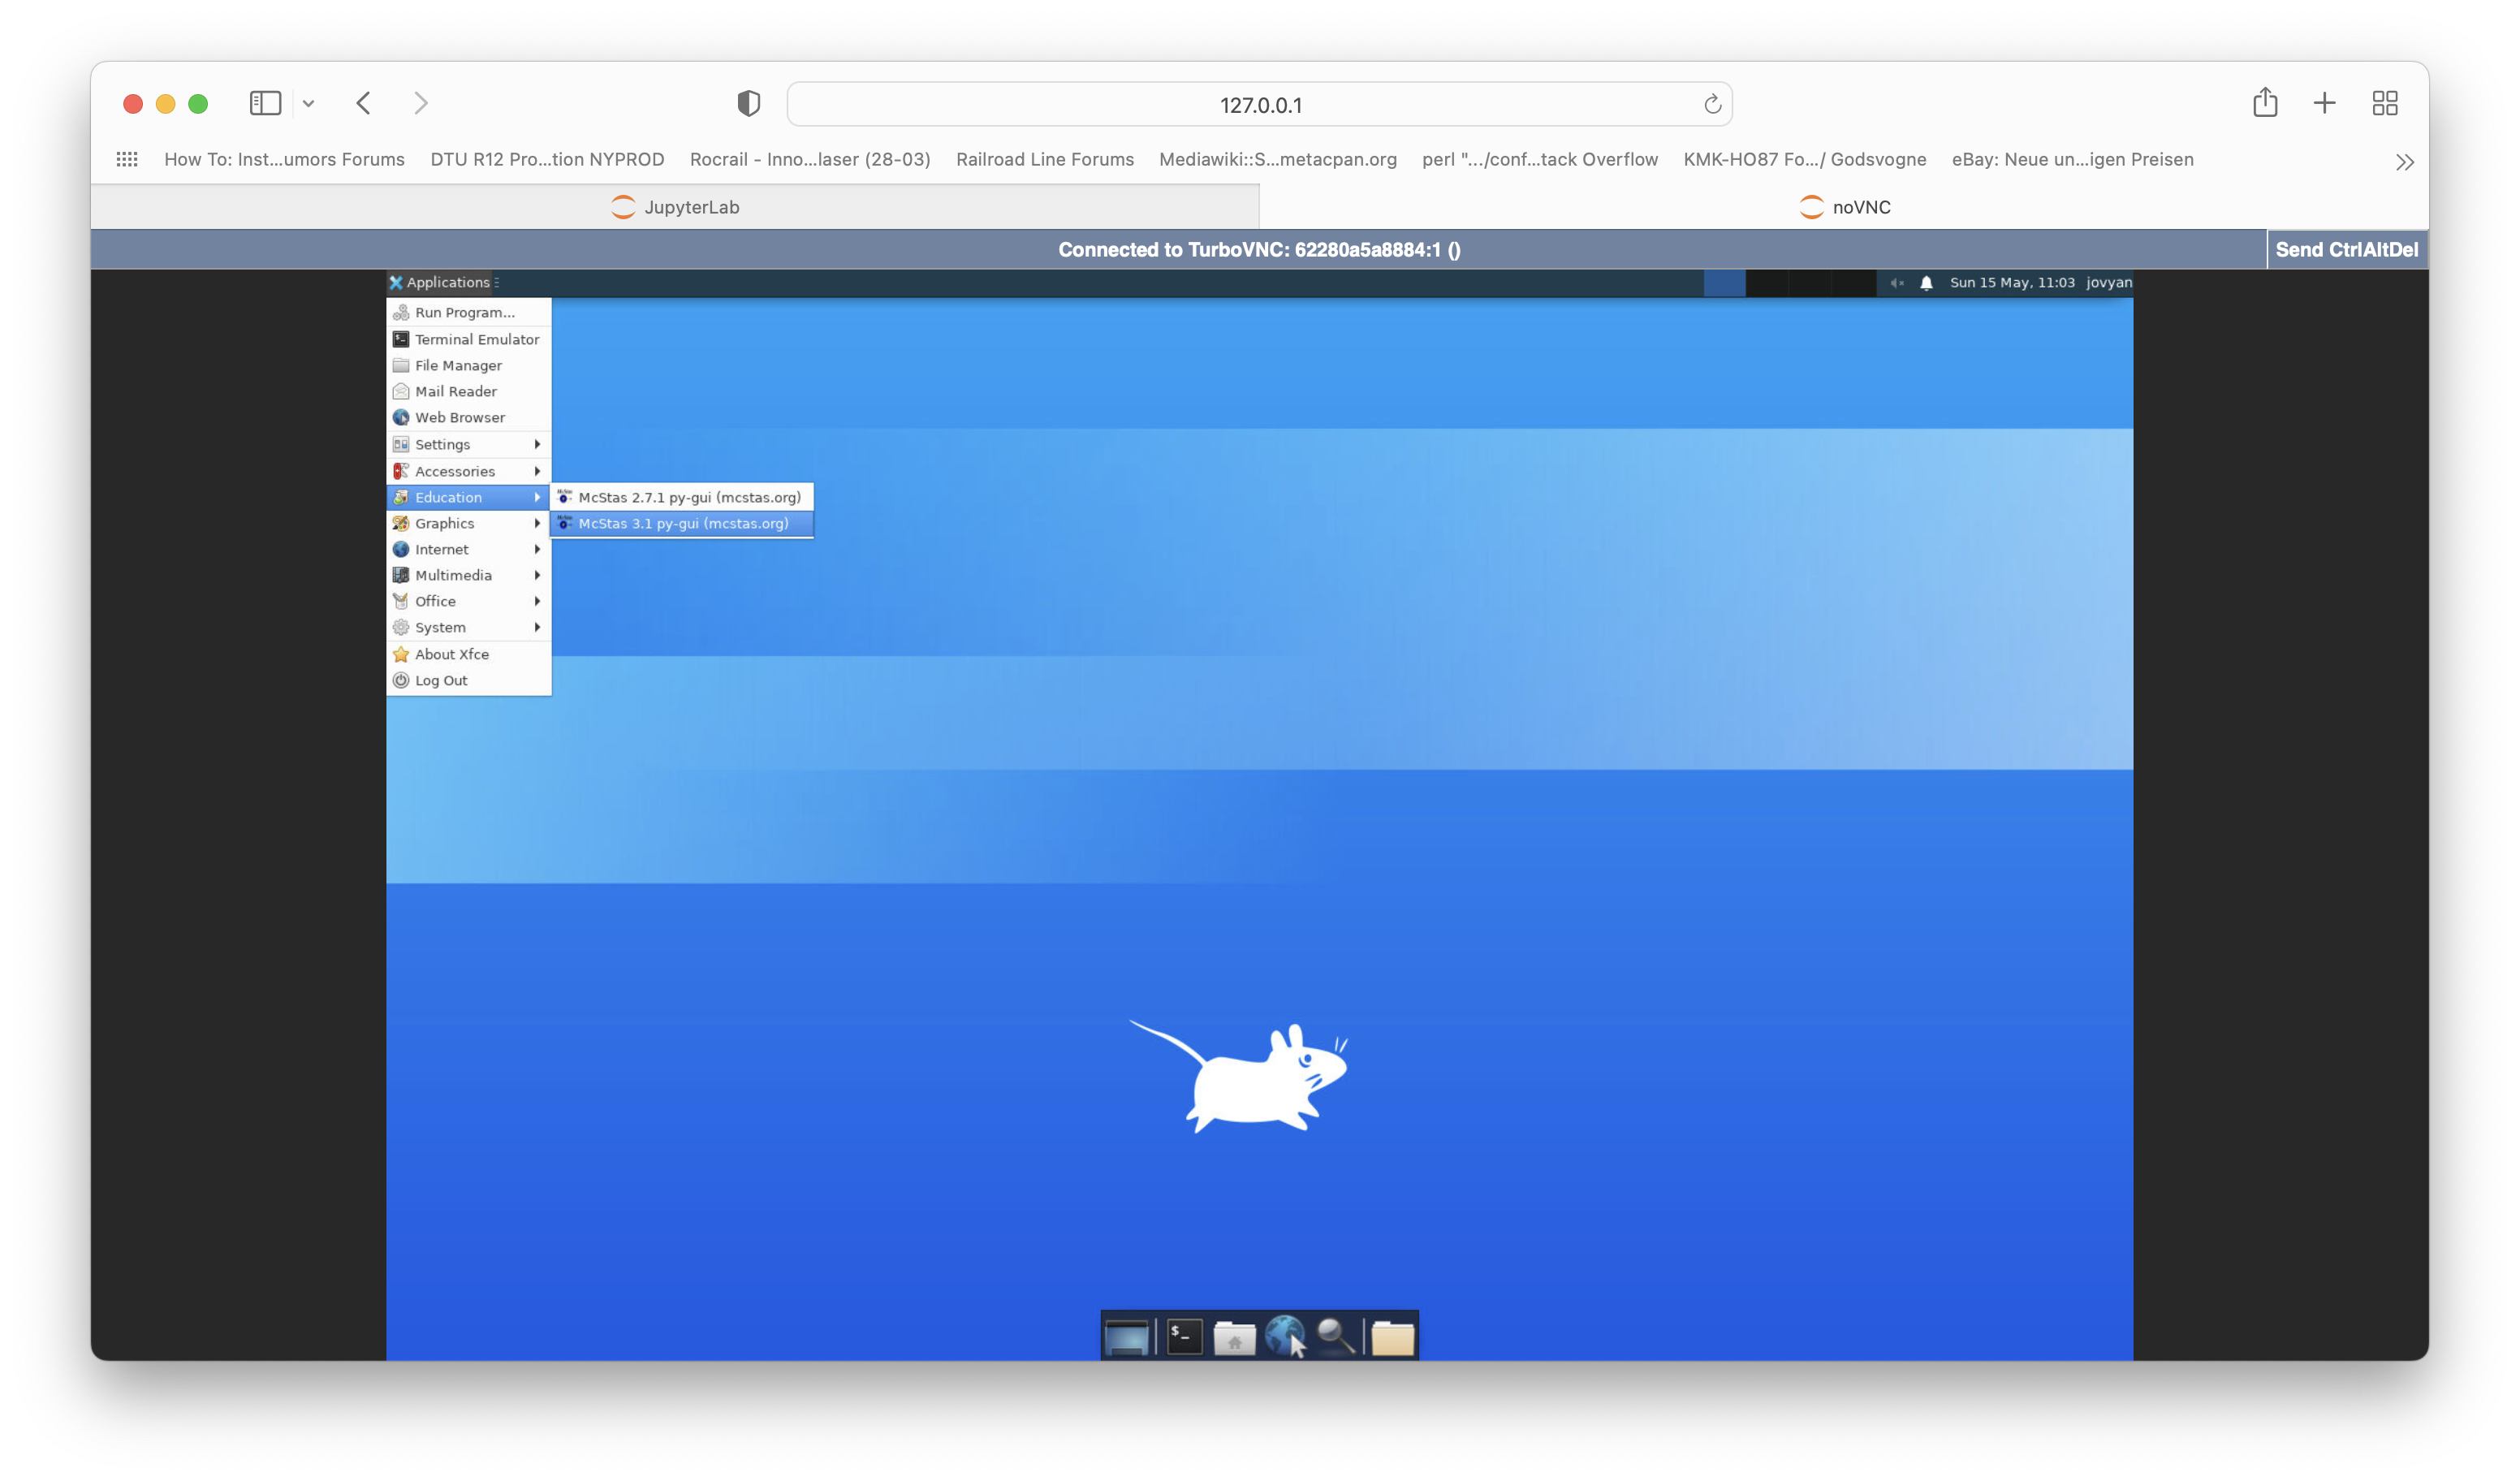 127.0.0.1
How To: Inst...umors Forums DTU R12 Pro...tion NYPROD Rocrail - Inno...laser (28-03) Railroad Line Forums Mediawiki::S...metacpan.org perl ".../conf...tack Overflow KMK-HO87 Fo.../ Godsvogne eBay: Neue un...igen Preisen
JupyterLab noVNC
Connected to TurboVNC: 62280a5a8884:1 () Send CtrlAltDel
Applications Sun 15 May, 11:03 jovyan
Run Program...
Terminal Emulator
File Manager
Mail Reader
Web Browser
Settings
Accessories
Education McStas 2.7.1 py-gui (mcstas.org)
Graphics McStas 3.1 py-gui (mcstas.org)
Internet
Multimedia
Office
System
About Xfce
Log Out
$_